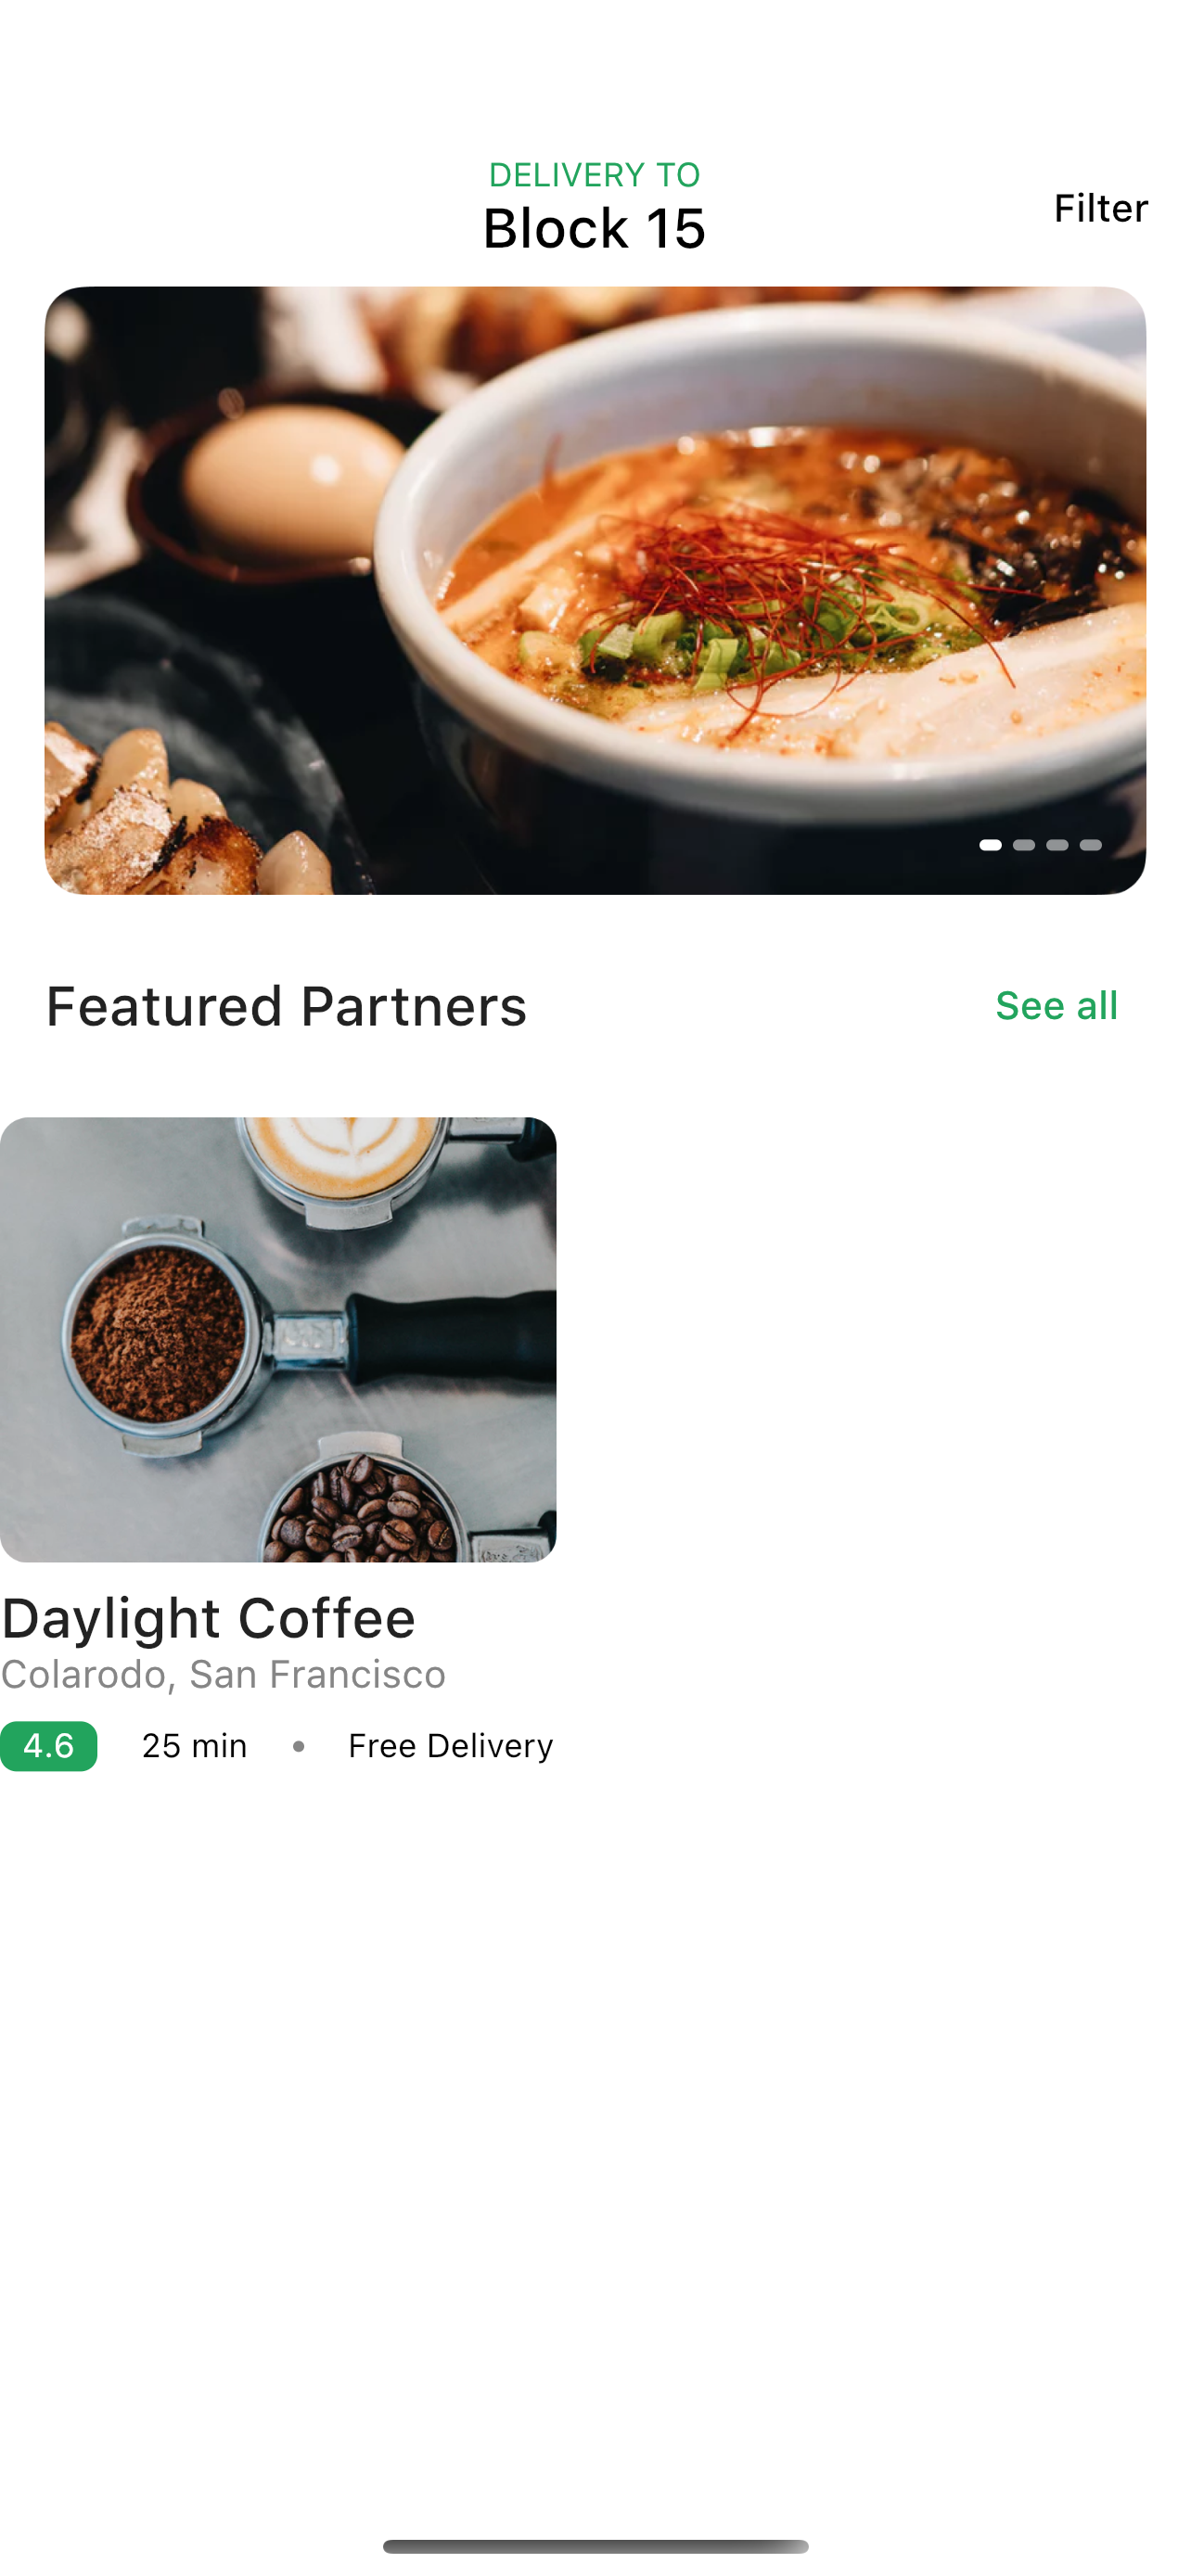 DELIVERY TO
Block 15
Filter
Featured Partners
See all
Daylight Coffee
Colarodo, San Francisco
4.6 25 min • Free Delivery